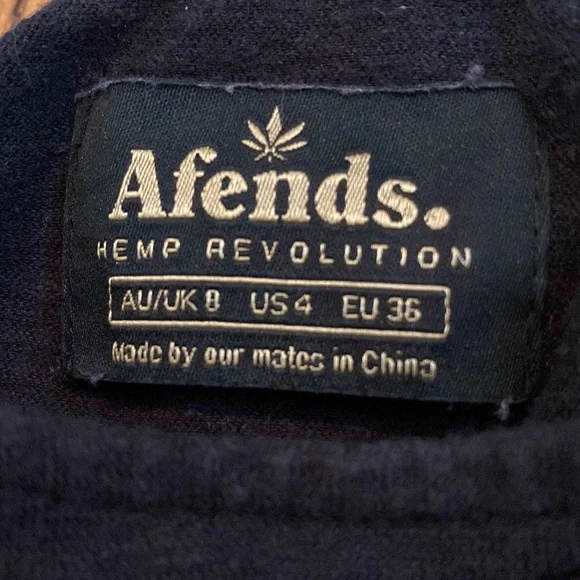 Afends.
HEMP REVOLUTION
AU/UK 8 US 4 EU 36
Made by our mates in China